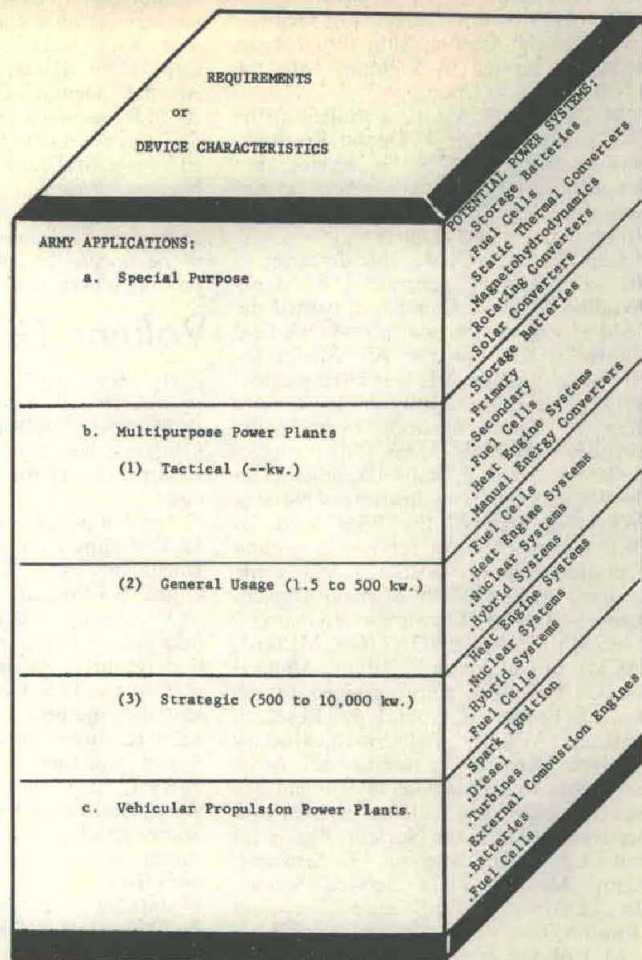 REQUIREMENTS
or
DEVICE CHARACTERISTICS
ARMY APPLICATIONS:
a. Special Purpose
b. Multipurpose Power Plants
(1) Tactical (--kw.)
(2) General Usage (1.5 to 500 kw.)
(3) Strategic (500 to 10,000 kw.)
c. Vehicular Propulsion Power Plants
POTENTIAL POWER SYSTEMS:
.Storage Batteries
.Fuel Cells
.Static Thermal Converters
.Magnetohydrodynamics
.Rotating Converters
.Solar Converters
.Storage Batteries
.Primary
.Secondary
.Fuel Cells
.Heat Engine Systems
.Manual Energy Converters
.Fuel Cells
.Heat Engine Systems
.Nuclear Systems
.Hybrid Systems
.Heat Engine Systems
.Nuclear Systems
.Hybrid Systems
.Fuel Cells
.Spark Ignition
.Diesel
.Turbines
.External Combustion Engines
.Batteries
.Fuel Cells